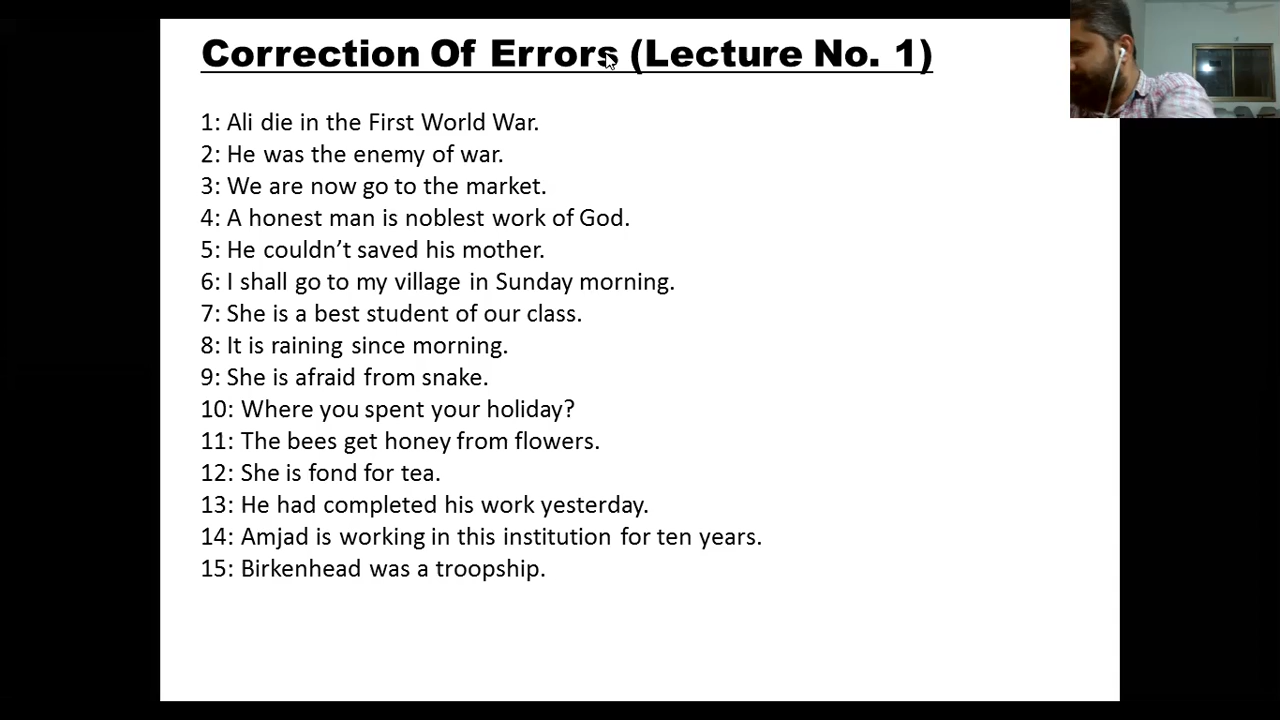 Correction Of Errors (Lecture No. 1)
1: Ali die in the First World War.
2: He was the enemy of war.
3: We are now go to the market.
4: A honest man is noblest work of God.
5: He couldn’t saved his mother.
6: I shall go to my village in Sunday morning.
7: She is a best student of our class.
8: It is raining since morning.
9: She is afraid from snake.
10: Where you spent your holiday?
11: The bees get honey from flowers.
12: She is fond for tea.
13: He had completed his work yesterday.
14: Amjad is working in this institution for ten years.
15: Birkenhead was a troopship.